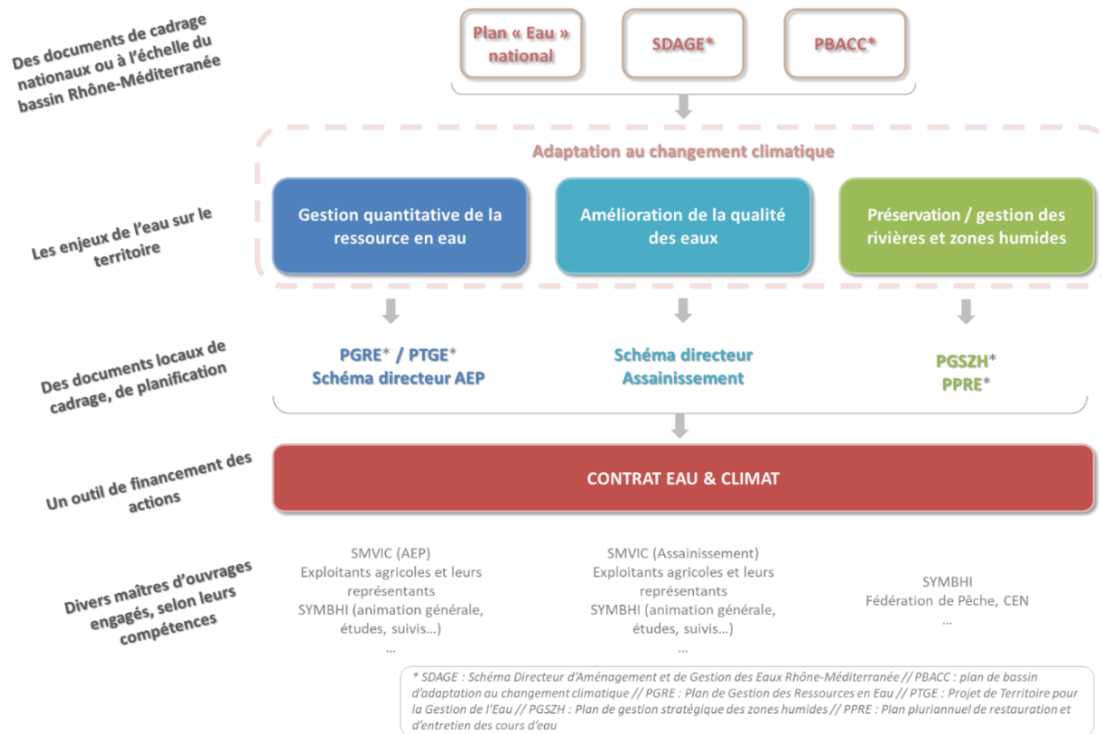 Des documents de cadrage
nationaux ou à l'échelle du
bassin Rhône-Méditerranée
Plan « Eau »
national
SDAGE*
PBACC*
Adaptation au changement climatique
Les enjeux de l'eau sur le
territoire
Gestion quantitative de la
ressource en eau
Amélioration de la qualité
des eaux
Préservation / gestion des
rivières et zones humides
Des documents locaux de
cadrage, de planification
PGRE* / PTGE*
Schéma directeur AEP
Schéma directeur
Assainissement
PGSZH*
PPRE*
Un outil de financement des
actions
CONTRAT EAU & CLIMAT
Divers maîtres d'ouvrages
engagés, selon leurs
compétences
SMVIC (AEP)
Exploitants agricoles et leurs
représentants
SYMBHI (animation générale,
études, suivis…)
…
SMVIC (Assainissement)
Exploitants agricoles et leurs
représentants
SYMBHI (animation générale,
études, suivis…)
…
SYMBHI
Fédération de Pêche, CEN
…
* SDAGE : Schéma Directeur d'Aménagement et de Gestion des Eaux Rhône-Méditerranée // PBACC : plan de bassin
d'adaptation au changement climatique // PGRE : Plan de Gestion des Ressources en Eau // PTGE : Projet de Territoire pour
la Gestion de l'Eau // PGSZH : Plan de gestion stratégique des zones humides // PPRE : Plan pluriannuel de restauration et
d'entretien des cours d'eau